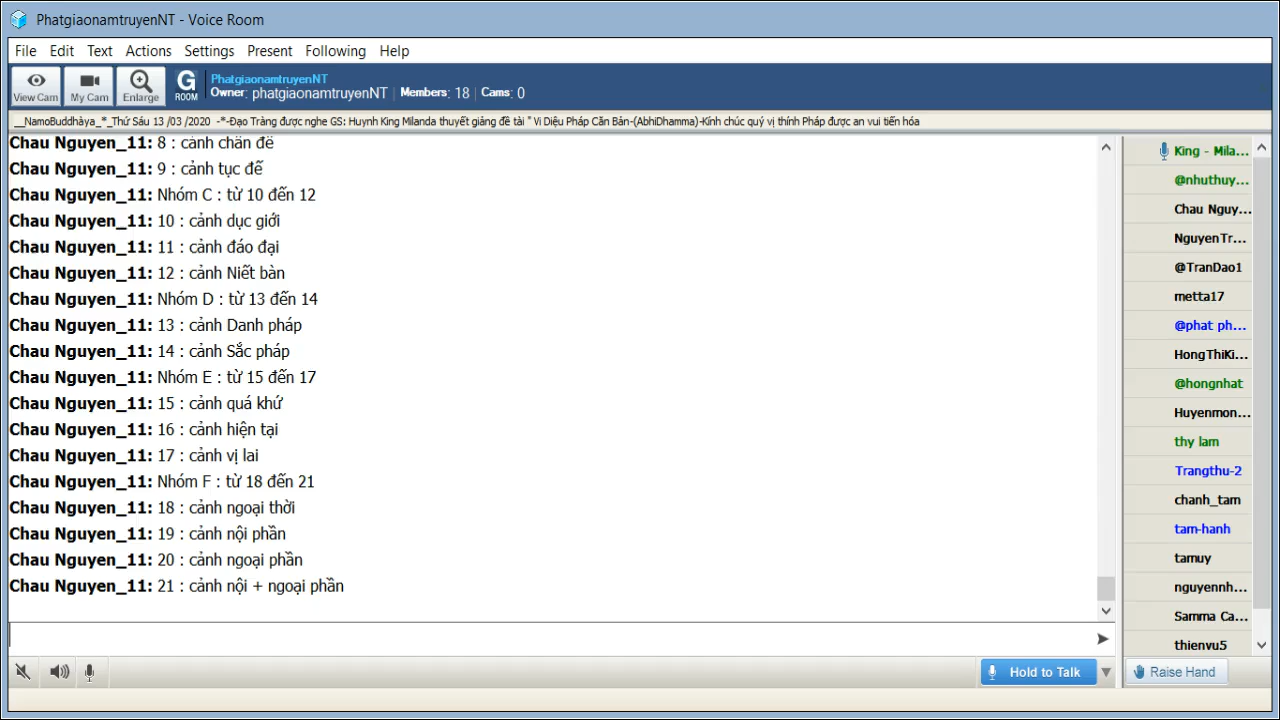 PhatgiaonamtruyenNT - Voice Room
File Edit Text Actions Settings Present Following Help
View Cam My Cam Enlarge G ROOM
PhatgiaonamtruyenNT
Owner: phatgiaonamtruyenNT | Members: 18 | Cams: 0
__NamoBuddhàya_*_Thứ Sáu 13 /03 /2020 -*-Đạo Tràng được nghe GS: Huynh King Milanda thuyết giảng đề tài " Vi Diệu Pháp Căn Bản-(AbhiDhamma)-Kính chúc quý vị thính Pháp được an vui tiến hóa
Chau Nguyen_11: 8 : cảnh chân đế
Chau Nguyen_11: 9 : cảnh tục đế
Chau Nguyen_11: Nhóm C : từ 10 đến 12
Chau Nguyen_11: 10 : cảnh dục giới
Chau Nguyen_11: 11 : cảnh đáo đại
Chau Nguyen_11: 12 : cảnh Niết bàn
Chau Nguyen_11: Nhóm D : từ 13 đến 14
Chau Nguyen_11: 13 : cảnh Danh pháp
Chau Nguyen_11: 14 : cảnh Sắc pháp
Chau Nguyen_11: Nhóm E : từ 15 đến 17
Chau Nguyen_11: 15 : cảnh quá khứ
Chau Nguyen_11: 16 : cảnh hiện tại
Chau Nguyen_11: 17 : cảnh vị lai
Chau Nguyen_11: Nhóm F : từ 18 đến 21
Chau Nguyen_11: 18 : cảnh ngoại thời
Chau Nguyen_11: 19 : cảnh nội phần
Chau Nguyen_11: 20 : cảnh ngoại phần
Chau Nguyen_11: 21 : cảnh nội + ngoại phần
King - Mila...
@nhuthuy...
Chau Nguy...
NguyenTr...
@TranDao1
metta17
@phat ph...
HongThiKi...
@hongnhat
Huyenmon...
thy lam
Trangthu-2
chanh_tam
tam-hanh
tamuy
nguyennh...
Samma Ca...
thienvu5
Hold to Talk
Raise Hand